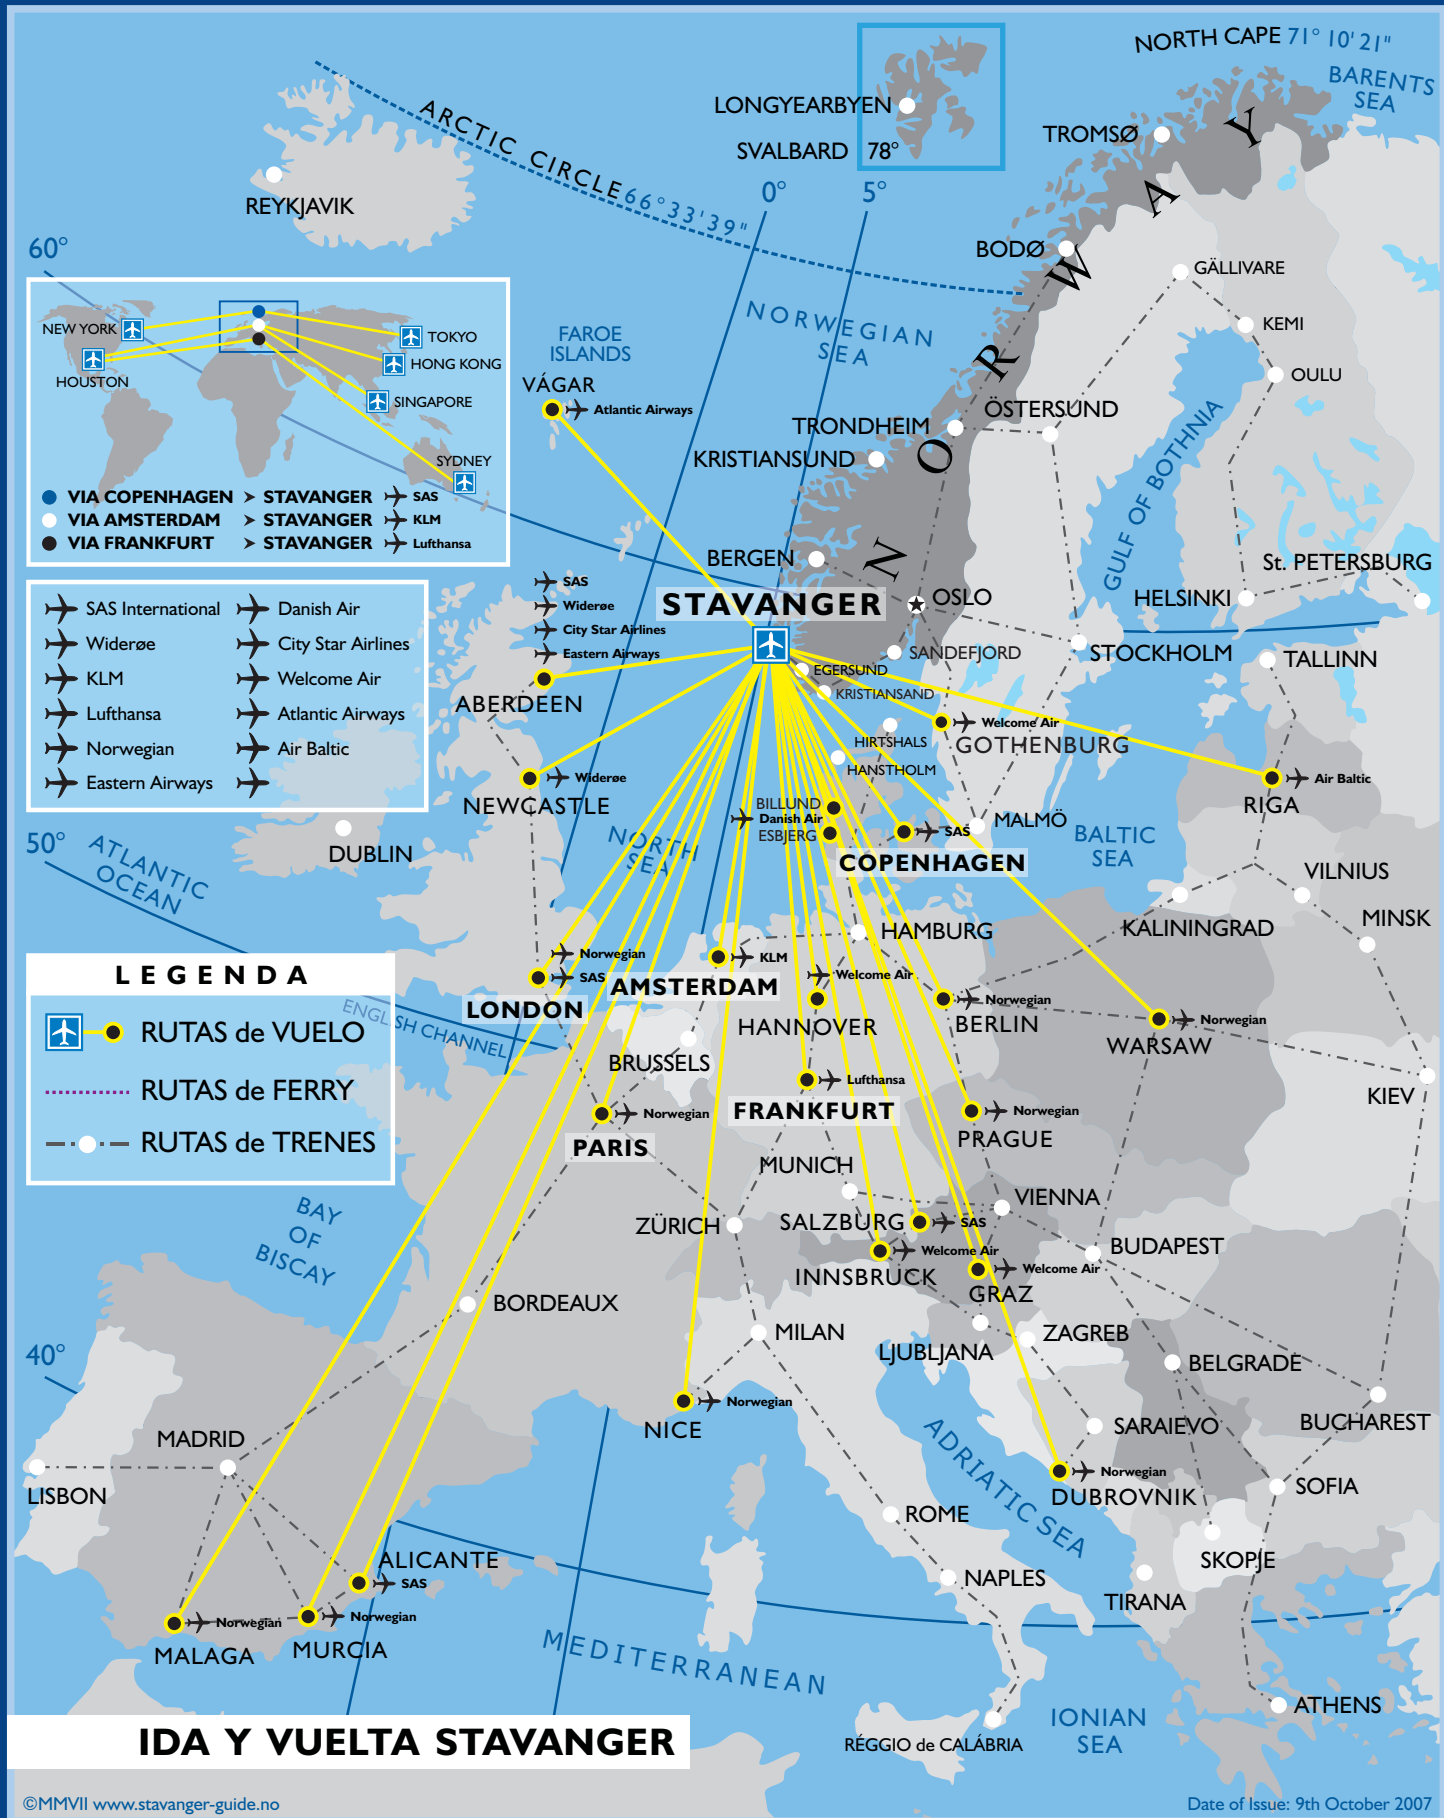 NORTH CAPE 71° 10' 21"
BARENTS
SEA
LONGYEARBYEN
SVALBARD 78°
TROMSØ
ARCTIC CIRCLE 66°33'39"
0°
5°
REYKJAVIK
60°
BODØ
NORWAY
GÄLLIVARE
KEMI
OULU
NORWEGIAN
SEA
FAROE
ISLANDS
VÁGAR
Atlantic Airways
NEW YORK
HOUSTON
TOKYO
HONG KONG
SINGAPORE
SYDNEY
VIA COPENHAGEN > STAVANGER SAS
VIA AMSTERDAM > STAVANGER KLM
VIA FRANKFURT > STAVANGER Lufthansa
ÖSTERSUND
TRONDHEIM
KRISTIANSUND
GULF OF BOTHNIA
BERGEN
St. PETERSBURG
STAVANGER
OSLO
HELSINKI
SAS
Widerøe
City Star Airlines
Eastern Airways
ABERDEEN
SAS International
Widerøe
KLM
Lufthansa
Norwegian
Eastern Airways
Danish Air
City Star Airlines
Welcome Air
Atlantic Airways
Air Baltic
SANDEFJORD
EGERSUND
KRISTIANSAND
STOCKHOLM
TALLINN
Welcome Air
GOTHENBURG
HIRTSHALS
HANSTHOLM
Widerøe
NEWCASTLE
Air Baltic
RIGA
BILLUND
Danish Air
ESBJERG
SAS
COPENHAGEN
MALMÖ
BALTIC
SEA
NORTH
SEA
DUBLIN
50°
ATLANTIC
OCEAN
VILNIUS
MINSK
KALININGRAD
HAMBURG
Norwegian
SAS
LONDON
KLM
AMSTERDAM
Welcome Air
HANNOVER
Norwegian
BERLIN
Norwegian
WARSAW
KIEV
LEGENDA
RUTAS de VUELO
RUTAS de FERRY
RUTAS de TRENES
ENGLISH CHANNEL
BRUSSELS
Lufthansa
FRANKFURT
Norwegian
PARIS
Norwegian
PRAGUE
MUNICH
VIENNA
BAY
OF
BISCAY
ZÜRICH
SALZBURG
SAS
Welcome Air
INNSBRUCK
Welcome Air
GRAZ
BUDAPEST
BORDEAUX
MILAN
LJUBLJANA
ZAGREB
BELGRADE
40°
NICE
Norwegian
SARAIEVO
BUCHAREST
MADRID
LISBON
ADRIATIC SEA
Norwegian
DUBROVNIK
SOFIA
ROME
SKOPJE
TIRANA
NAPLES
ALICANTE
SAS
Norwegian
MALAGA
Norwegian
MURCIA
MEDITERRANEAN
ATHENS
IONIAN
SEA
RÉGGIO de CALÁBRIA
IDA Y VUELTA STAVANGER
©MMVII www.stavanger-guide.no
Date of Issue: 9th October 2007